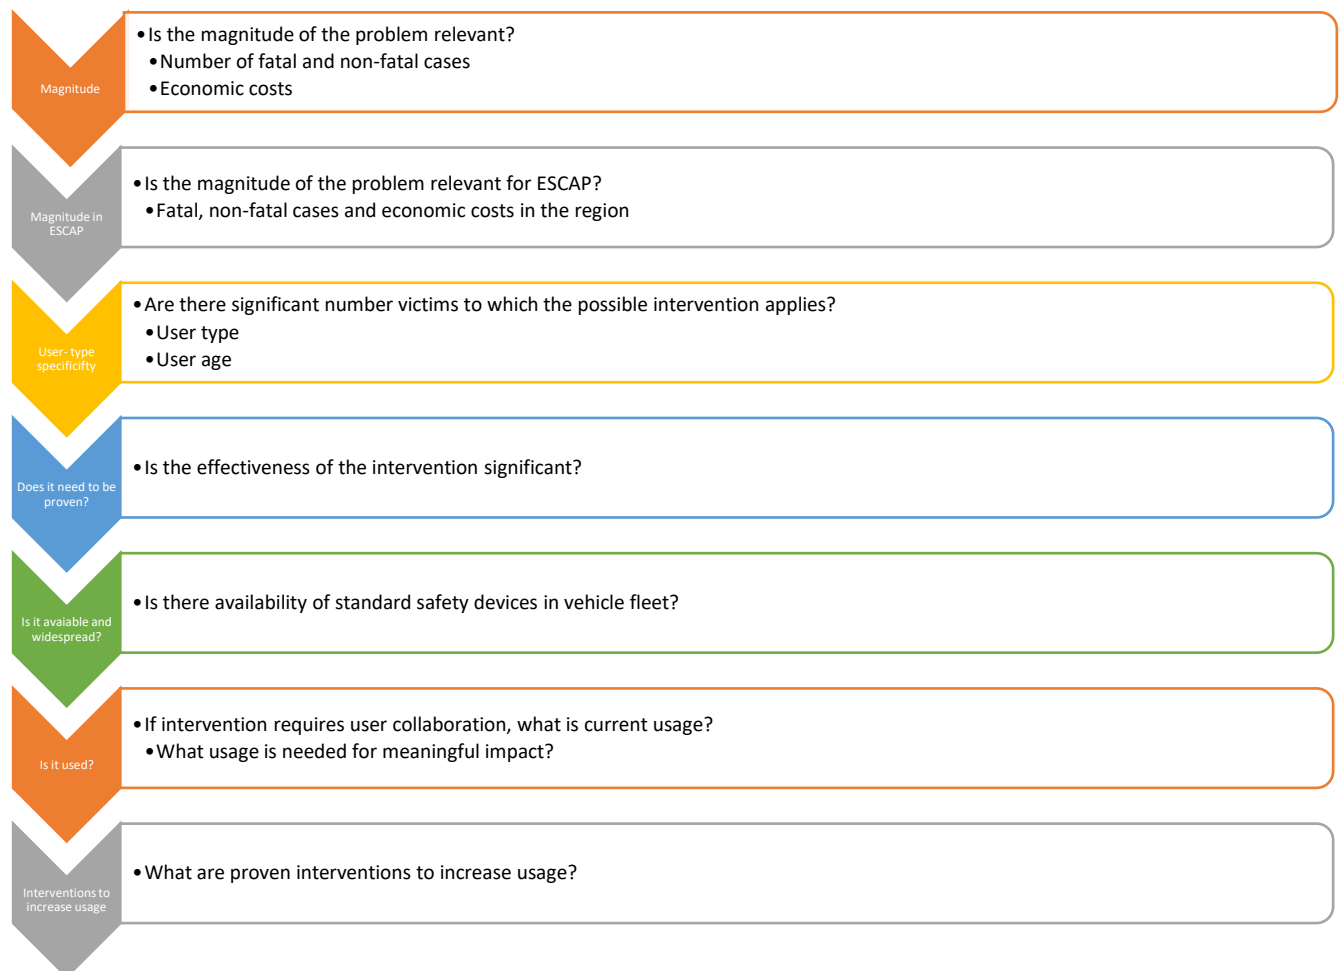 Magnitude
•Is the magnitude of the problem relevant?
•Number of fatal and non-fatal cases
•Economic costs
Magnitude in
ESCAP
•Is the magnitude of the problem relevant for ESCAP?
•Fatal, non-fatal cases and economic costs in the region
User- type
specificifty
•Are there significant number victims to which the possible intervention applies?
•User type
•User age
Does it need to be
proven?
•Is the effectiveness of the intervention significant?
Is it avaiable and
widespread?
•Is there availability of standard safety devices in vehicle fleet?
Is it used?
•If intervention requires user collaboration, what is current usage?
•What usage is needed for meaningful impact?
Interventions to
increase usage
•What are proven interventions to increase usage?